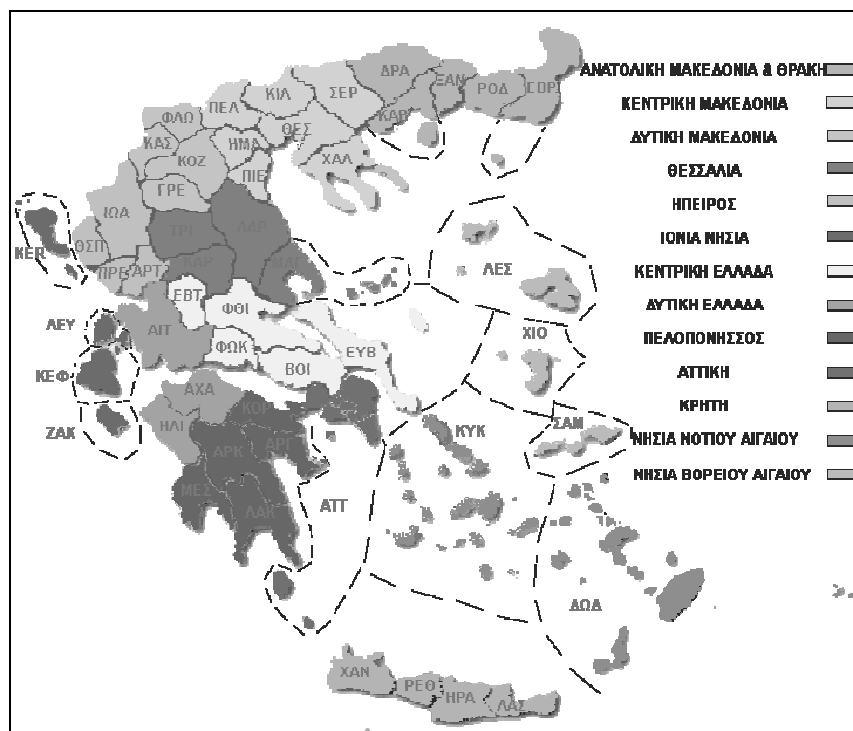 ΔΡΑ
ΞΑΝ
ΡΟΔ
ΚΑΒ
ΣΕΡ
ΚΙΛ
ΠΕΛ
ΦΛΩ
ΘΕΣ
ΗΜΑ
ΚΑΣ
ΚΟΖ
ΧΑΛ
ΠΙΕ
ΓΡΕ
ΙΩΑ
ΚΕΡ
ΘΣΠ
ΤΡΙ
ΛΑΡ
ΠΡΕ
ΑΡΤ
ΚΑΡ
ΜΑΓ
ΛΕΣ
ΕΒΤ
ΦΘΙ
ΛΕΥ
ΑΙΤ
ΦΩΚ
ΕΥΒ
ΧΙΟ
ΚΕΦ
ΒΟΙ
ΑΧΑ
ΖΑΚ
ΗΛΙ
ΚΟΡ
ΑΡΚ
ΑΡΓ
ΚΥΚ
ΣΑΜ
ΜΕΣ
ΛΑΚ
ΑΤΤ
ΔΩΔ
ΧΑΝ
ΡΕΘ
ΗΡΑ
ΛΑΣ
ΑΝΑΤΟΛΙΚΗ ΜΑΚΕΔΟΝΙΑ & ΘΡΑΚΗ
ΚΕΝΤΡΙΚΗ ΜΑΚΕΔΟΝΙΑ
ΔΥΤΙΚΗ ΜΑΚΕΔΟΝΙΑ
ΘΕΣΣΑΛΙΑ
ΗΠΕΙΡΟΣ
ΙΟΝΙΑ ΝΗΣΙΑ
ΚΕΝΤΡΙΚΗ ΕΛΛΑΔΑ
ΔΥΤΙΚΗ ΕΛΛΑΔΑ
ΠΕΛΟΠΟΝΗΣΣΟΣ
ΑΤΤΙΚΗ
ΚΡΗΤΗ
ΝΗΣΙΑ ΝΟΤΙΟΥ ΑΙΓΑΙΟΥ
ΝΗΣΙΑ ΒΟΡΕΙΟΥ ΑΙΓΑΙΟΥ